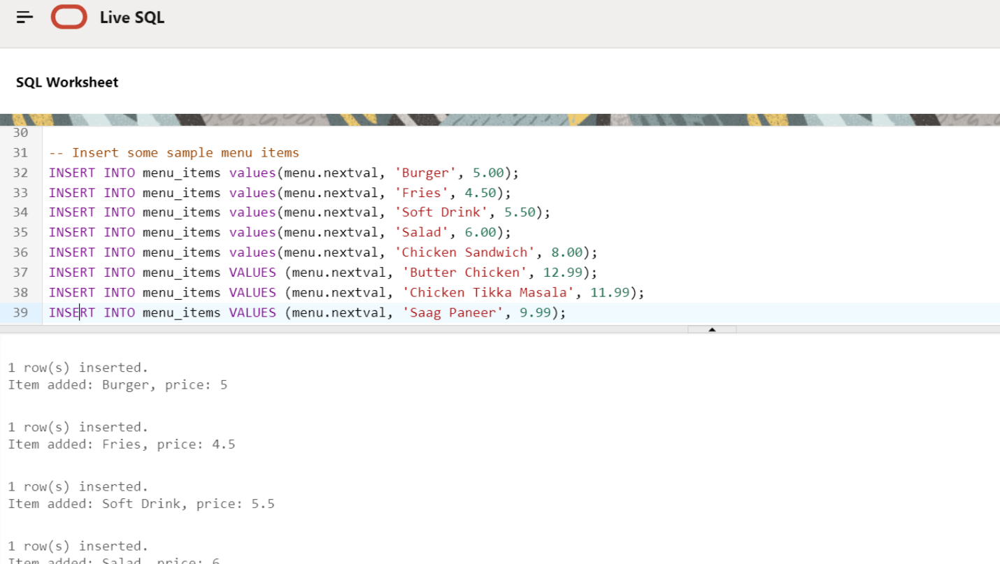 Live SQL
SQL Worksheet
30
31 -- Insert some sample menu items
32 INSERT INTO menu_items values(menu.nextval, 'Burger', 5.00);
33 INSERT INTO menu_items values(menu.nextval, 'Fries', 4.50);
34 INSERT INTO menu_items values(menu.nextval, 'Soft Drink', 5.50);
35 INSERT INTO menu_items values(menu.nextval, 'Salad', 6.00);
36 INSERT INTO menu_items values(menu.nextval, 'Chicken Sandwich', 8.00);
37 INSERT INTO menu_items VALUES (menu.nextval, 'Butter Chicken', 12.99);
38 INSERT INTO menu_items VALUES (menu.nextval, 'Chicken Tikka Masala', 11.99);
39 INSERT INTO menu_items VALUES (menu.nextval, 'Saag Paneer', 9.99);
1 row(s) inserted.
Item added: Burger, price: 5
1 row(s) inserted.
Item added: Fries, price: 4.5
1 row(s) inserted.
Item added: Soft Drink, price: 5.5
1 row(s) inserted.
Item added: Salad, price: 6